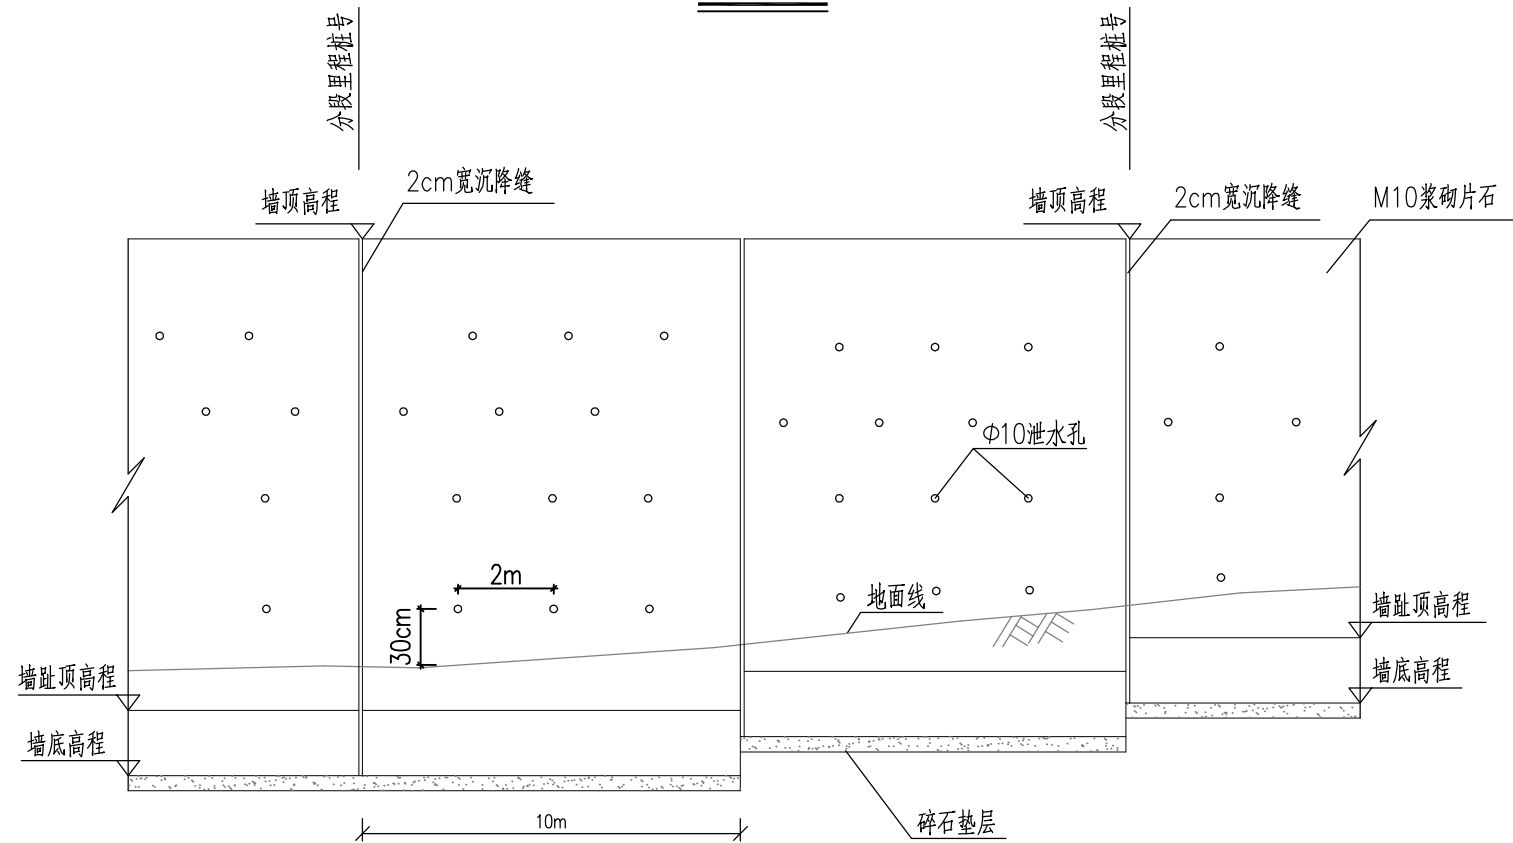 分段里程桩号
分段里程桩号
墙顶高程
2cm宽沉降缝
墙顶高程
2cm宽沉降缝
M10浆砌片石
Φ10泄水孔
2m
30cm
地面线
墙趾顶高程
墙底高程
墙趾顶高程
墙底高程
10m
碎石垫层